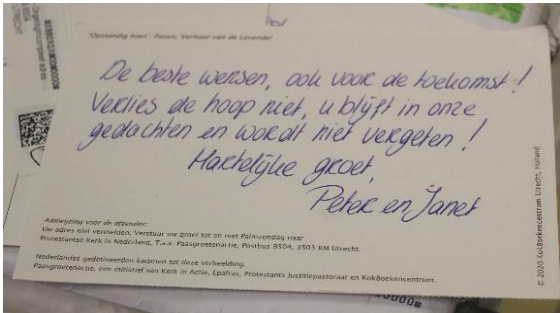 'Opstandig hout'. Pasen, Verhaal van de Levende!
De beste wensen, ook voor de toekomst!
Verlies de hoop niet, u blijft in onze
gedachten en wordt niet vergeten!
Hartelijke groet,
Peter en Janet
Aanwijzing voor de afzender:
Uw adres niet vermelden. Verstuur uw groet tot en met Palmzondag naar
Protestantse Kerk in Nederland, T.a.v. Paasgroetenactie, Postbus 8504, 3503 RM Utrecht.
Nederlandse gedetineerden kwamen tot deze verbeelding.
Paasgroetenactie, een initiatief van Kerk in Actie, Epafras, Protestants Justitiepastoraat en KokBoekencentrum.
© 2020 KokBoekencentrum Utrecht, Holland